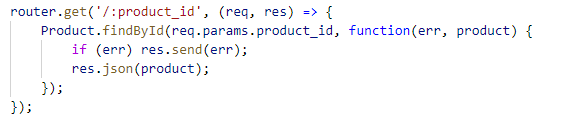 router.get('/:product_id', (req, res) => {
    Product.findById(req.params.product_id, function(err, product) {
        if (err) res.send(err);
        res.json(product);
    });
});